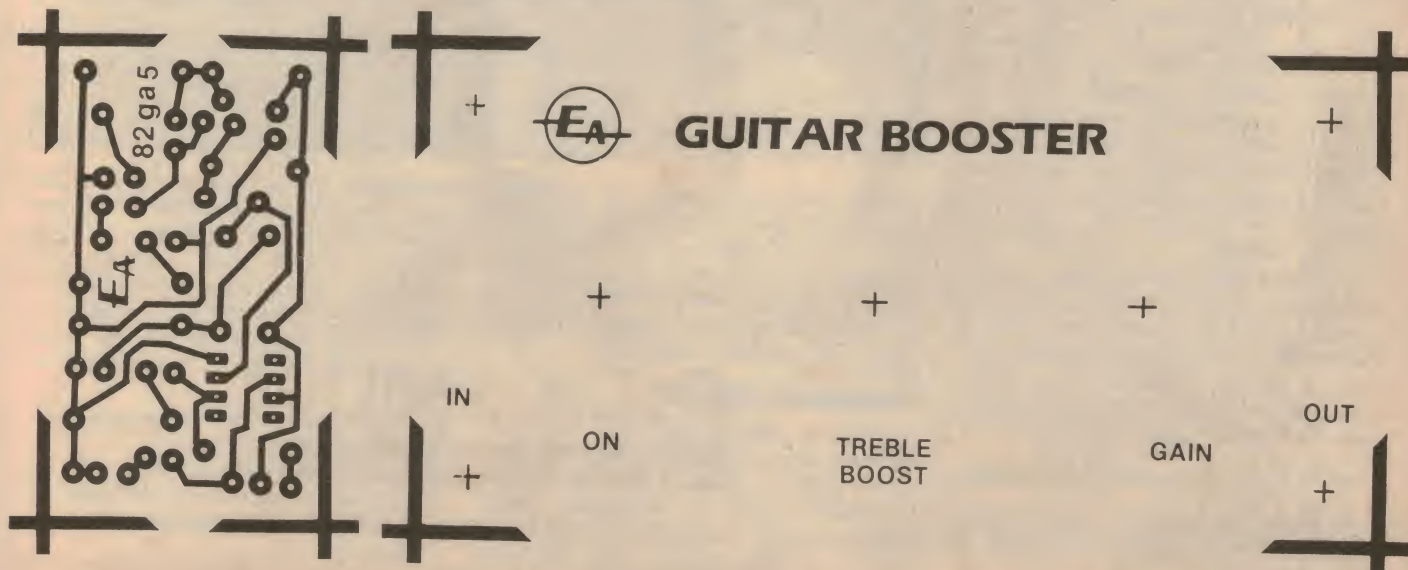 82ga5
EA
EA
GUITAR BOOSTER
IN
ON
TREBLE
BOOST
GAIN
OUT